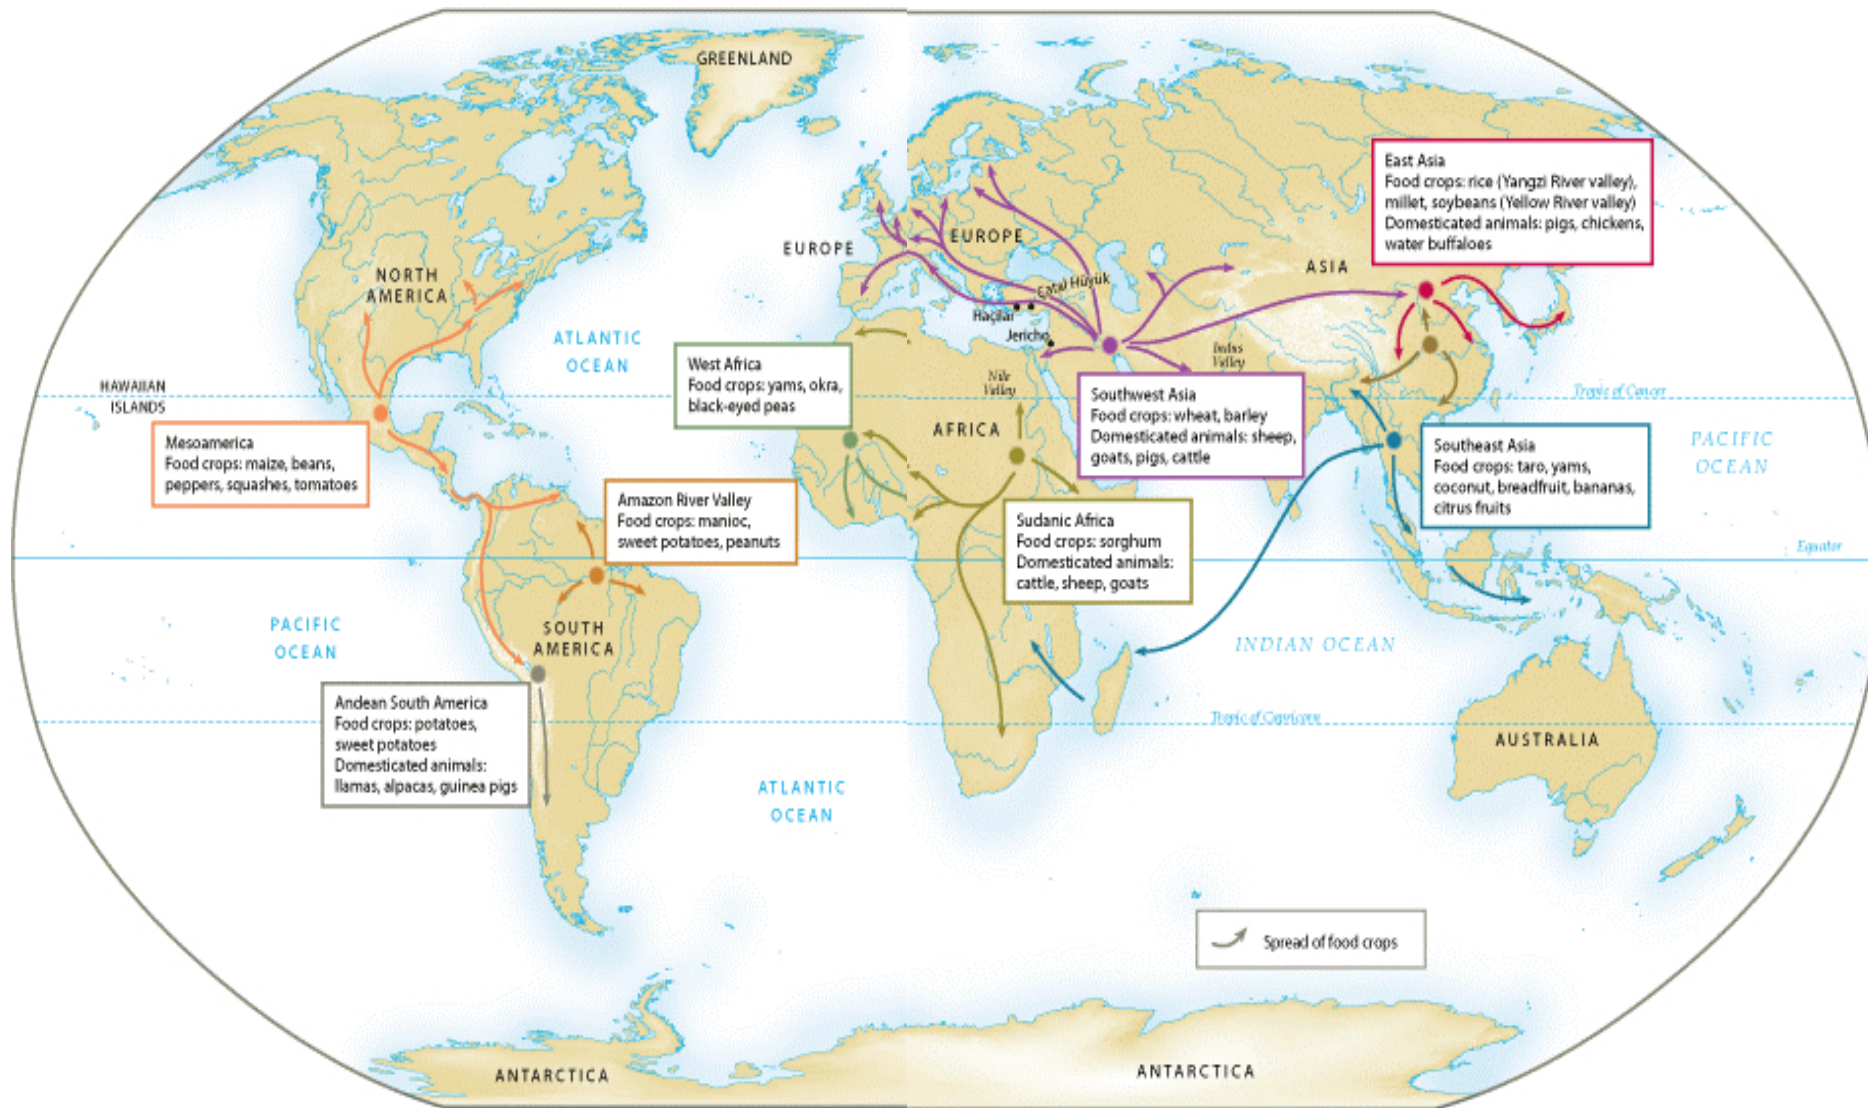 GREENLAND
East Asia
Food crops: rice (Yangzi River valley),
millet, soybeans (Yellow River valley)
Domesticated animals: pigs, chickens,
water buffaloes
EUROPE
EUROPE
ASIA
NORTH
AMERICA
Çatal Hüyük
Haçilar
Jericho
ATLANTIC
OCEAN
Indus
Valley
West Africa
Food crops: yams, okra,
black-eyed peas
Nile
Valley
HAWAIIAN
ISLANDS
Tropic of Cancer
Southwest Asia
Food crops: wheat, barley
Domesticated animals: sheep,
goats, pigs, cattle
AFRICA
Mesoamerica
Food crops: maize, beans,
peppers, squashes, tomatoes
Southeast Asia
Food crops: taro, yams,
coconut, breadfruit, bananas,
citrus fruits
PACIFIC
OCEAN
Amazon River Valley
Food crops: manioc,
sweet potatoes, peanuts
Sudanic Africa
Food crops: sorghum
Domesticated animals:
cattle, sheep, goats
Equator
PACIFIC
OCEAN
SOUTH
AMERICA
INDIAN OCEAN
Andean South America
Food crops: potatoes,
sweet potatoes
Domesticated animals:
llamas, alpacas, guinea pigs
Tropic of Capricorn
AUSTRALIA
ATLANTIC
OCEAN
Spread of food crops
ANTARCTICA
ANTARCTICA